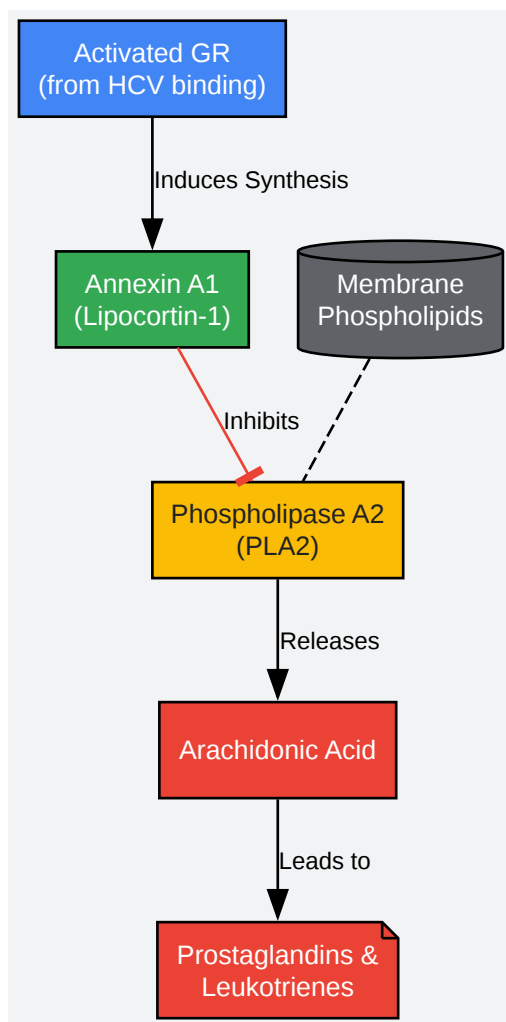 Activated GR
(from HCV binding)
Induces Synthesis
Annexin A1
(Lipocortin-1)
Membrane
Phospholipids
Inhibits
Phospholipase A2
(PLA2)
Releases
Arachidonic Acid
Leads to
Prostaglandins &
Leukotrienes